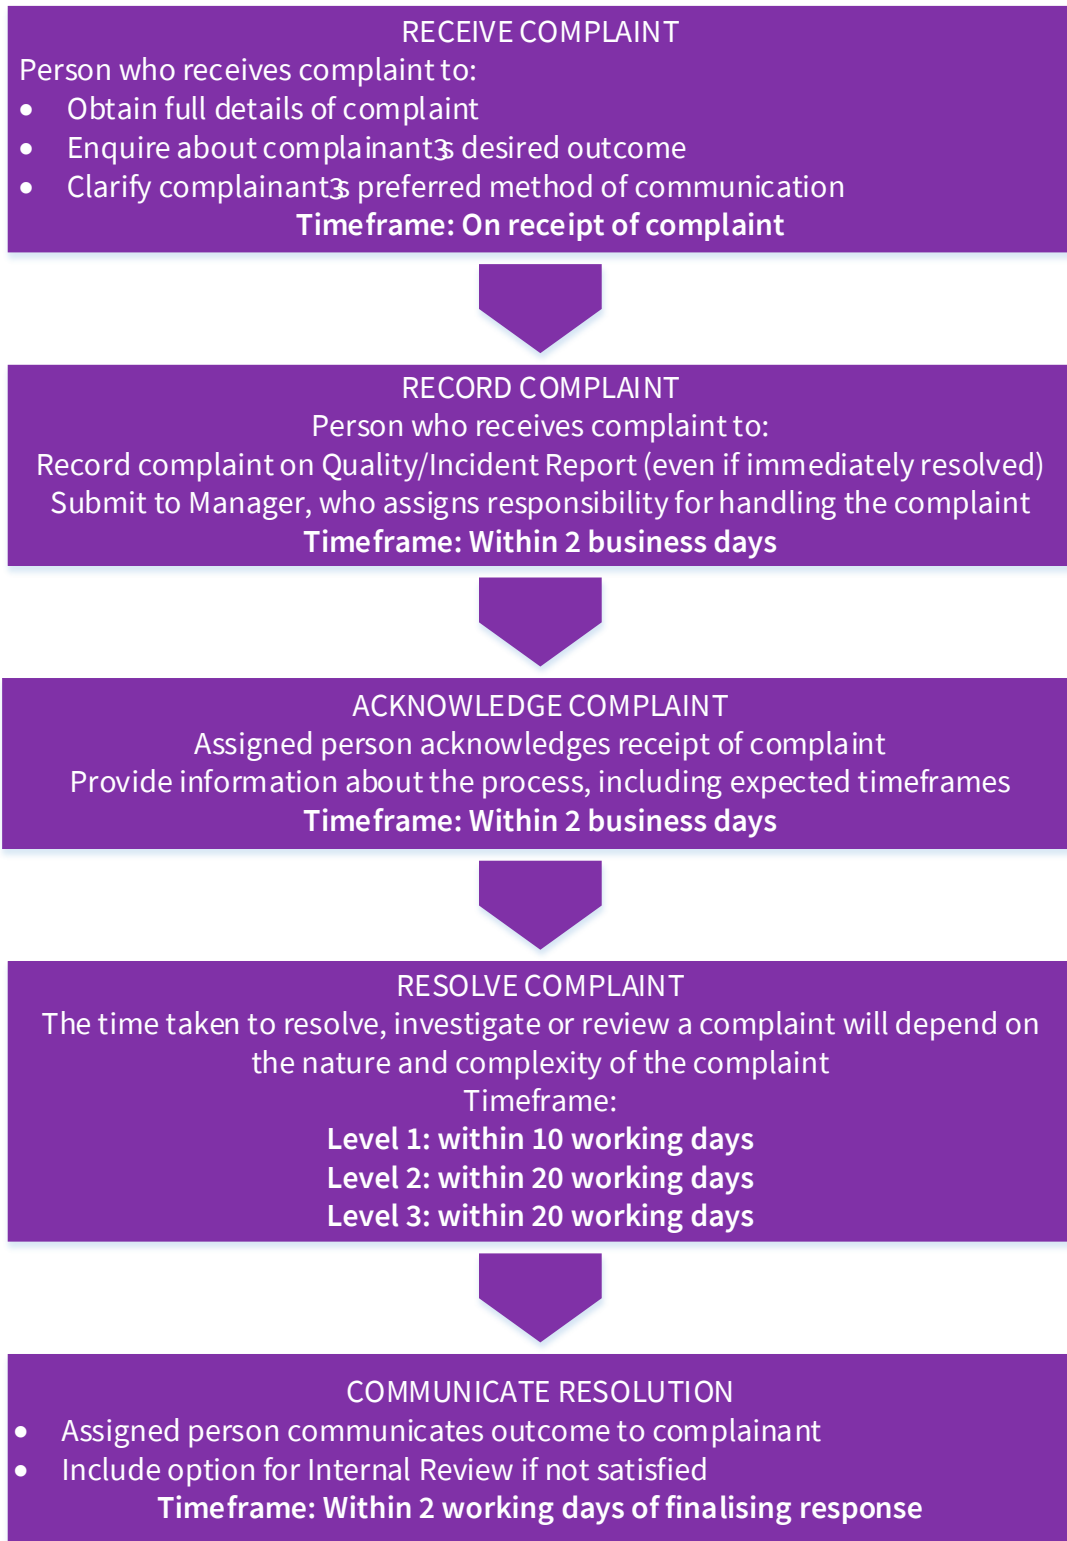 RECEIVE COMPLAINT
Person who receives complaint to:
• Obtain full details of complaint
• Enquire about complainant3s desired outcome
• Clarify complainant3s preferred method of communication
Timeframe: On receipt of complaint
RECORD COMPLAINT
Person who receives complaint to:
Record complaint on Quality/Incident Report (even if immediately resolved)
Submit to Manager, who assigns responsibility for handling the complaint
Timeframe: Within 2 business days
ACKNOWLEDGE COMPLAINT
Assigned person acknowledges receipt of complaint
Provide information about the process, including expected timeframes
Timeframe: Within 2 business days
RESOLVE COMPLAINT
The time taken to resolve, investigate or review a complaint will depend on
the nature and complexity of the complaint
Timeframe:
Level 1: within 10 working days
Level 2: within 20 working days
Level 3: within 20 working days
COMMUNICATE RESOLUTION
• Assigned person communicates outcome to complainant
• Include option for Internal Review if not satisfied
Timeframe: Within 2 working days of finalising response